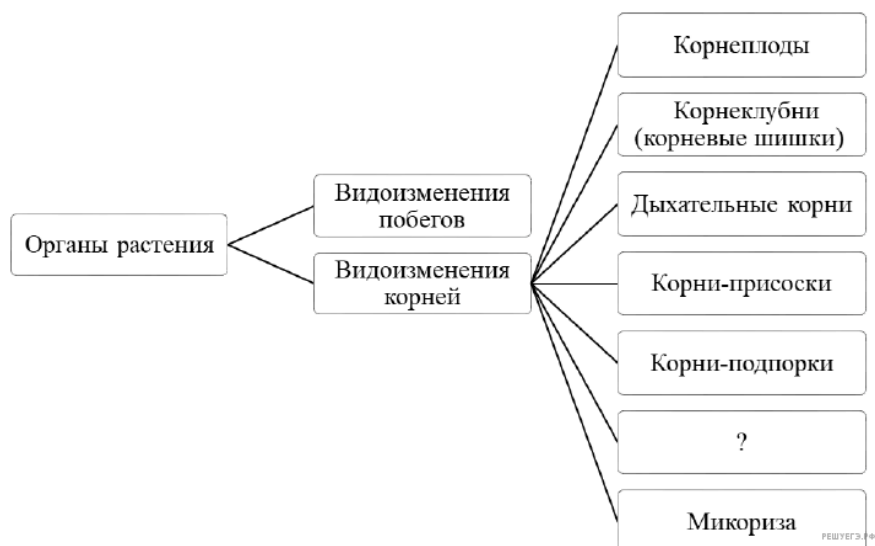 Корнеплоды
Корнеклубни
(корневые шишки)
Видоизменения
побегов
Дыхательные корни
Органы растения
Видоизменения
корней
Корни-присоски
Корни-подпорки
?
Микориза
РЕШУЕГЭ.РФ